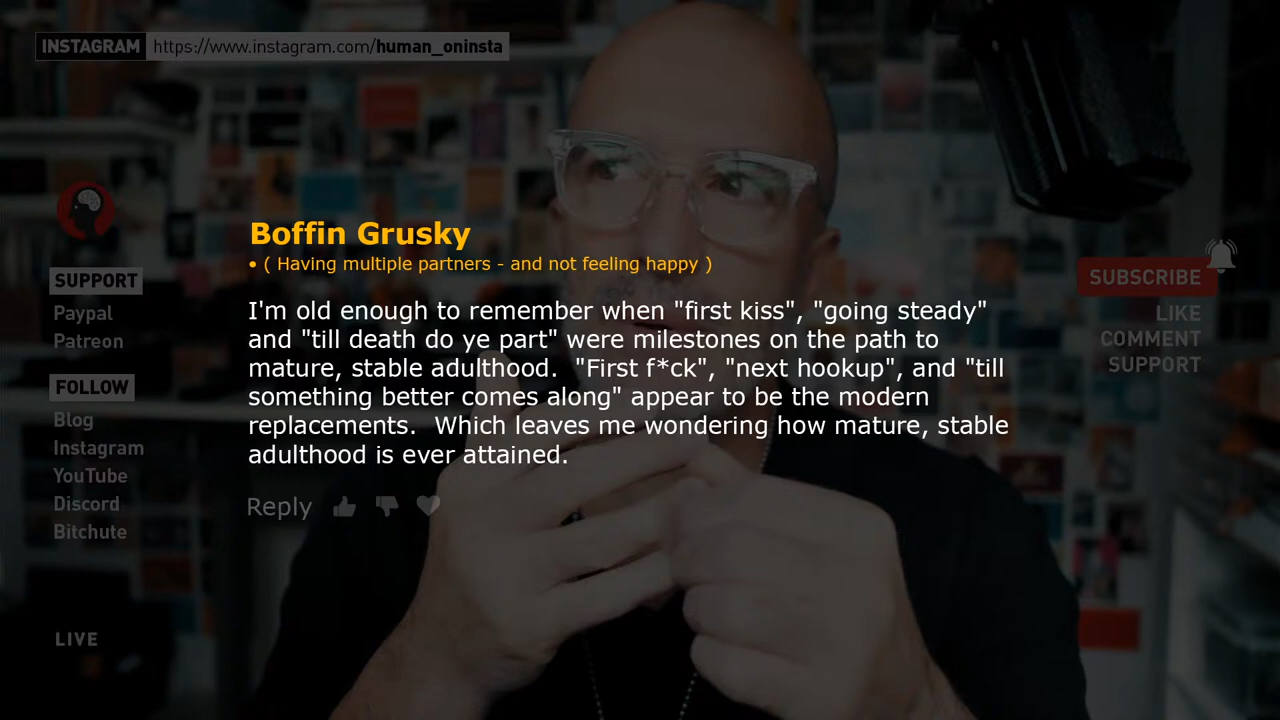 INSTAGRAM https://www.instagram.com/human_oninsta
Boffin Grusky
• ( Having multiple partners - and not feeling happy )
I'm old enough to remember when "first kiss", "going steady"
and "till death do ye part" were milestones on the path to
mature, stable adulthood.  "First f*ck", "next hookup", and "till
something better comes along" appear to be the modern
replacements.  Which leaves me wondering how mature, stable
adulthood is ever attained.
Reply
SUPPORT
Paypal
Patreon
FOLLOW
Blog
Instagram
YouTube
Discord
Bitchute
LIVE
SUBSCRIBE
LIKE
COMMENT
SUPPORT